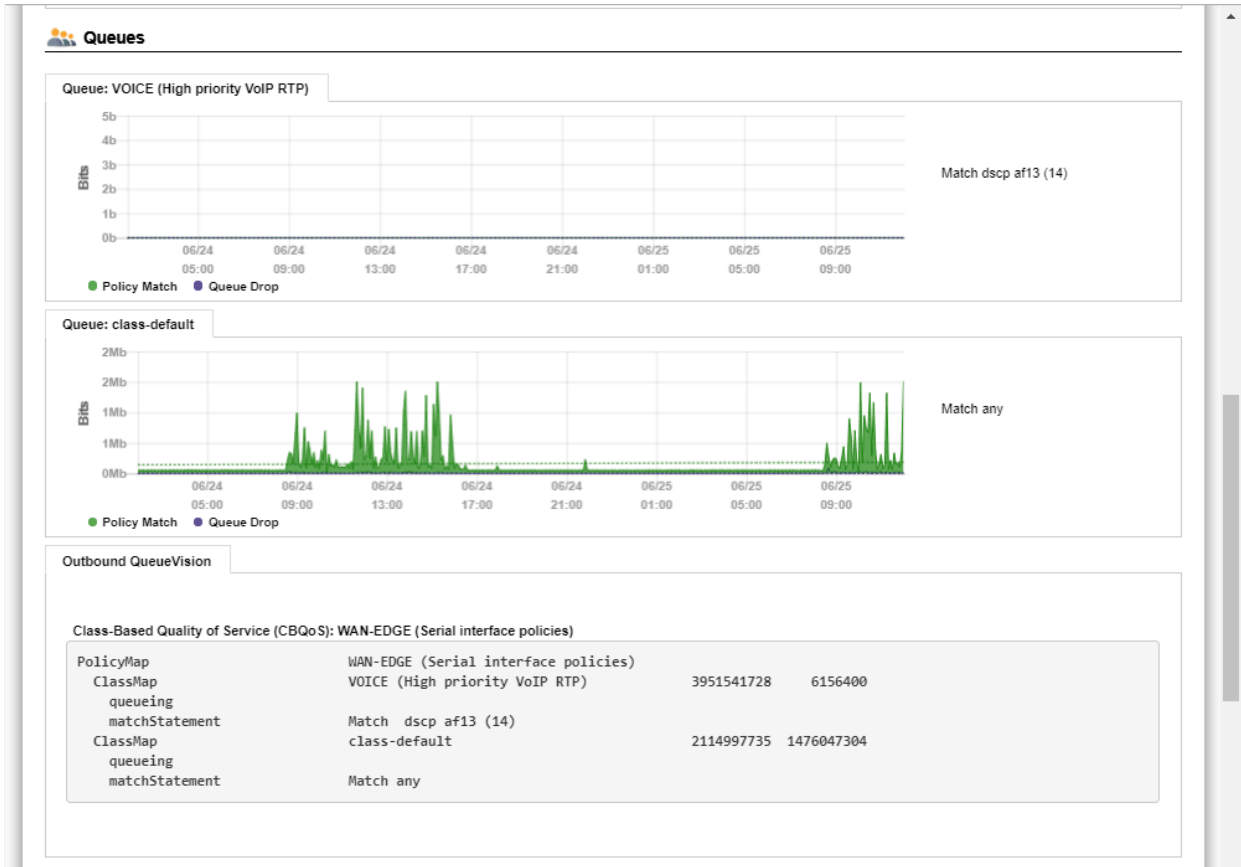 Queues
Queue: VOICE (High priority VoIP RTP)
5b
4b
3b
2b
1b
0b
Bits
06/24 06/24 06/24 06/24 06/24 06/25 06/25 06/25
05:00 09:00 13:00 17:00 21:00 01:00 05:00 09:00
Policy Match Queue Drop
Match dscp af13 (14)
Queue: class-default
2Mb
2Mb
1Mb
1Mb
0Mb
Bits
06/24 06/24 06/24 06/24 06/24 06/25 06/25 06/25
05:00 09:00 13:00 17:00 21:00 01:00 05:00 09:00
Policy Match Queue Drop
Match any
Outbound QueueVision
Class-Based Quality of Service (CBQoS): WAN-EDGE (Serial interface policies)
PolicyMap WAN-EDGE (Serial interface policies)
ClassMap VOICE (High priority VoIP RTP) 3951541728 6156400
queueing
matchStatement Match dscp af13 (14)
ClassMap class-default 2114997735 1476047304
queueing
matchStatement Match any